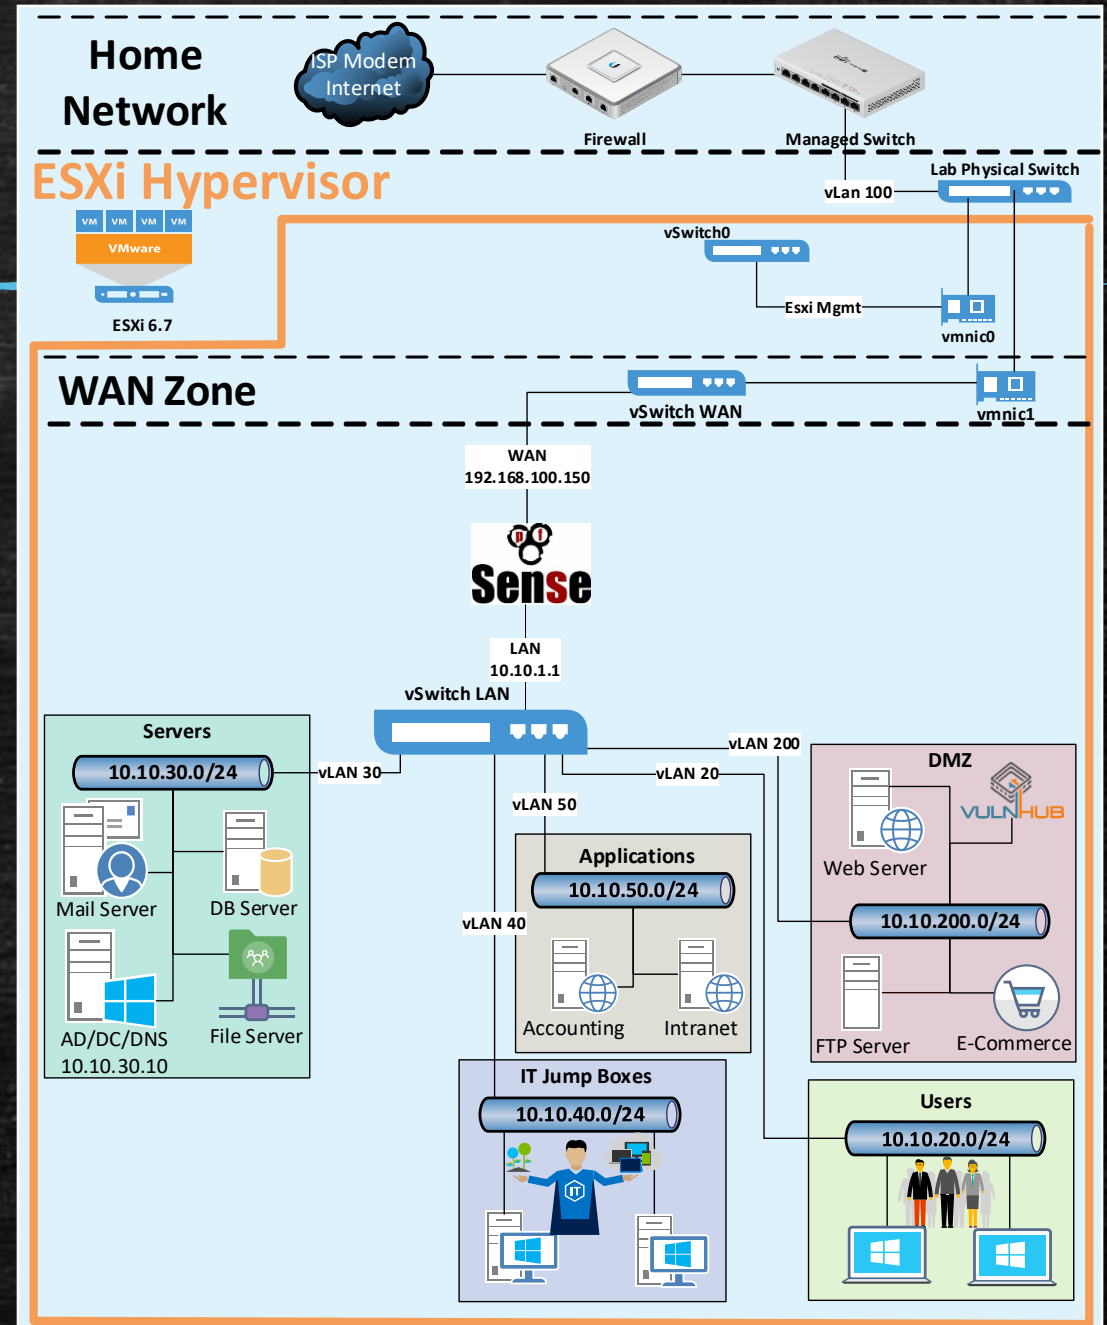 Home
Network
ISP Modem
Internet
Firewall
Managed Switch
ESXi Hypervisor
Lab Physical Switch
vLan 100
VM VM VM VM
VMware
ESXi 6.7
vSwitch0
Esxi Mgmt
vmnic0
WAN Zone
vSwitch WAN
vmnic1
WAN
192.168.100.150
pf
Sense
LAN
10.10.1.1
vSwitch LAN
vLAN 30
vLAN 50
vLAN 40
vLAN 200
vLAN 20
Servers
10.10.30.0/24
Mail Server
DB Server
AD/DC/DNS
10.10.30.10
File Server
Applications
10.10.50.0/24
Accounting
Intranet
DMZ
VULNHUB
Web Server
10.10.200.0/24
FTP Server
E-Commerce
IT Jump Boxes
10.10.40.0/24
IT
Users
10.10.20.0/24